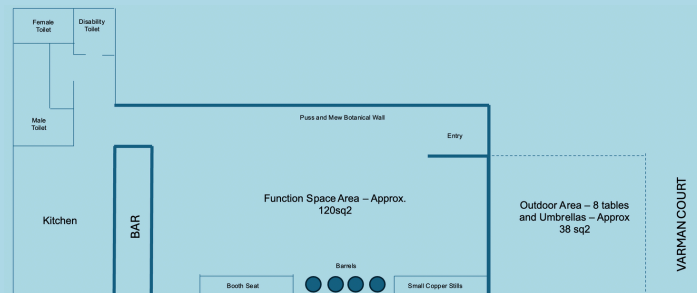 Female
Toilet
Disability
Toilet
Puss and Mew Botanical Wall
Male
Toilet
Entry
Function Space Area – Approx.
120sq2
Outdoor Area – 8 tables
and Umbrellas – Approx
38 sq2
VARMAN COURT
Kitchen
BAR
Barrels
Booth Seat
Small Copper Stills